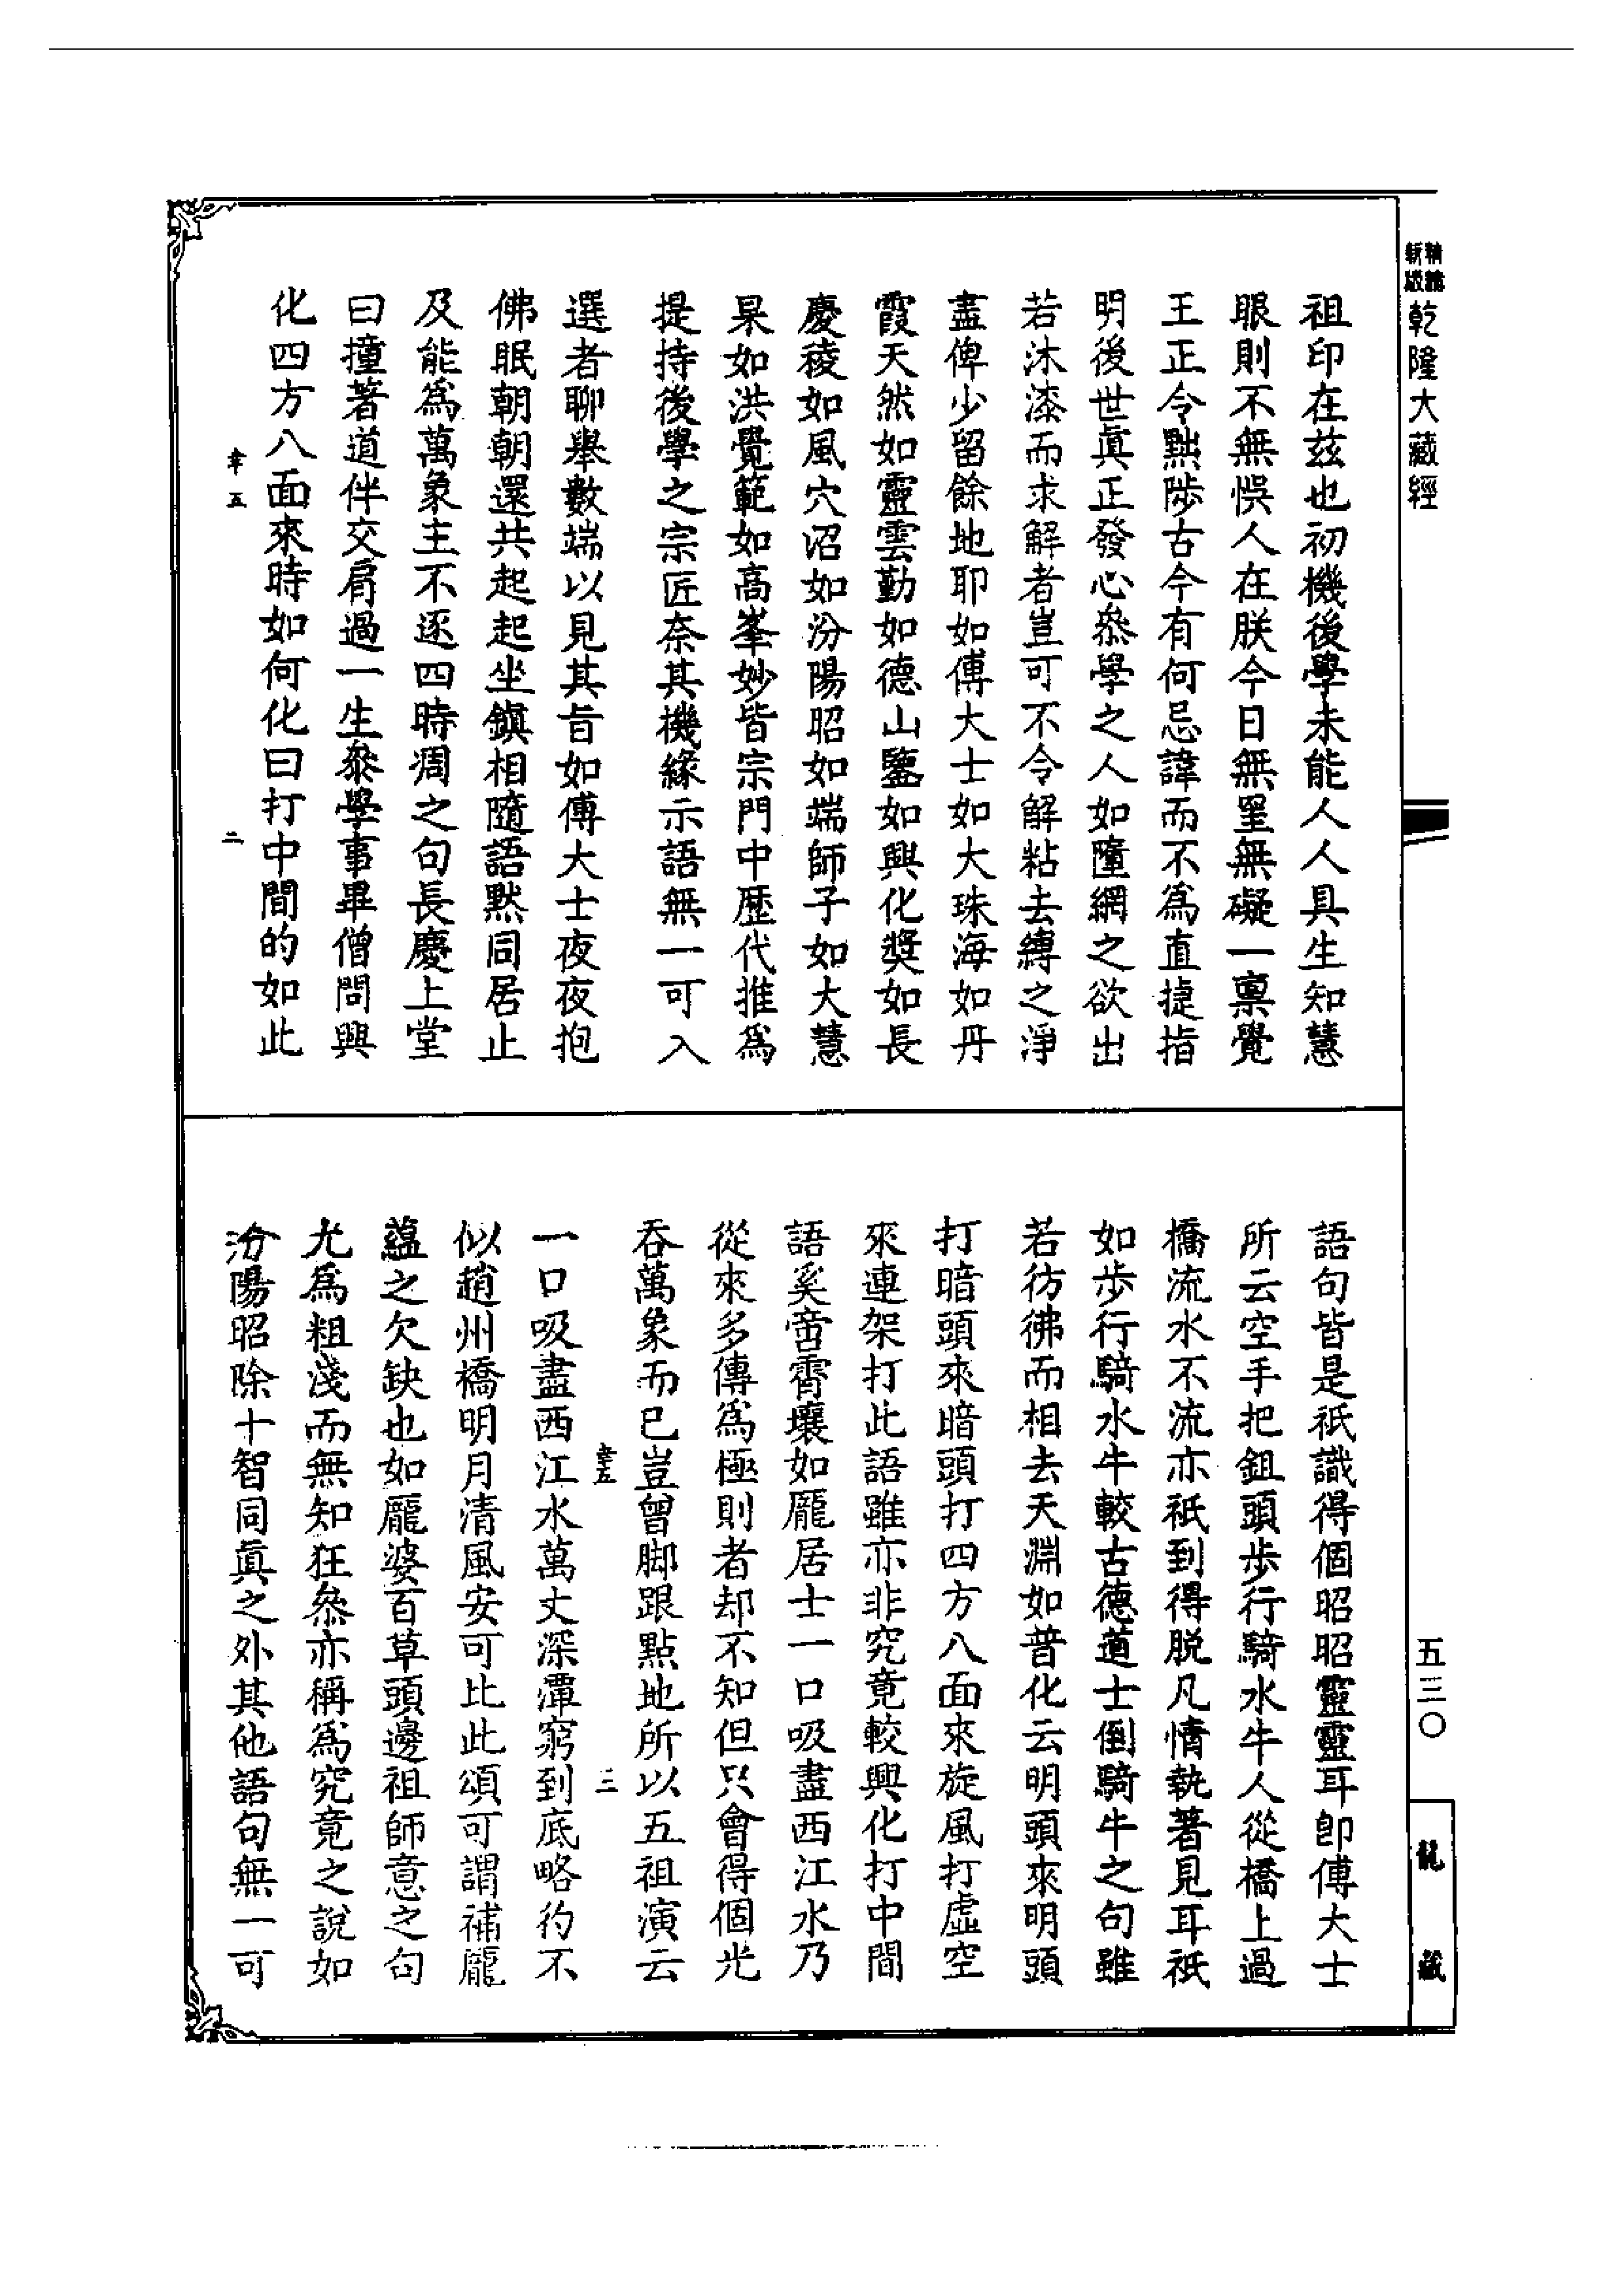 精鐫新版
乾隆大藏經
祖印在茲也初機後學未能人人具生知慧
眼則不無悞人在朕今日無罣無礙一稟覺
王正令黜陟古今有何忌諱而不為直捷指
明後世眞正發心叅學之人如墮網之欲出
若沐漆而求解者豈可不令解粘去縛之淨
盡俾少留餘地耶如傅大士如大珠海如丹
霞天然如靈雲勤如德山鑒如興化奬如長
慶稜如風穴沼如汾陽昭如端師子如大慧
杲如洪覺範如高峯妙皆宗門中歷代推爲
提持後學之宗匠奈其機緣示語無一可入
選者聊舉數端以見其旨如傅大士夜夜抱
佛眠朝朝還共起起坐鎭相隨語默同居止
及能爲萬象主不逐四時凋之句長慶上堂
曰撞著道伴交肩過一生叅學事畢僧問興
化四方八面來時如何化曰打中間的如此
幸五
二
語句皆是祇識得個昭昭靈靈耳卽傅大士
所云空手把鉏頭歩行騎水牛人從橋上過
橋流水不流亦祇到得脫凡情執著見耳祇
如歩行騎水牛較古德道士倒騎牛之句雖
若彷彿而相去天淵如普化云明頭來明頭
打暗頭來暗頭打四方八面來旋風打虛空
來連架打此語雖亦非究竟較興化打中間
語奚啻霄壤如龐居士一口吸盡西江水乃
從來多傳爲極則者却不知但只會得個光
吞萬象而已豈曾脚跟點地所以五祖演云
幸五
三
一口吸盡西江水萬丈深潭窮到底略彴不
似趙州橋明月清風安可比此頌可謂補龐
蘊之欠缺也如龐婆百草頭邊祖師意之句
尤爲粗淺而無知狂叅亦稱爲究竟之說如
汾陽昭除十智同眞之外其他語句無一可
五三〇
龍藏